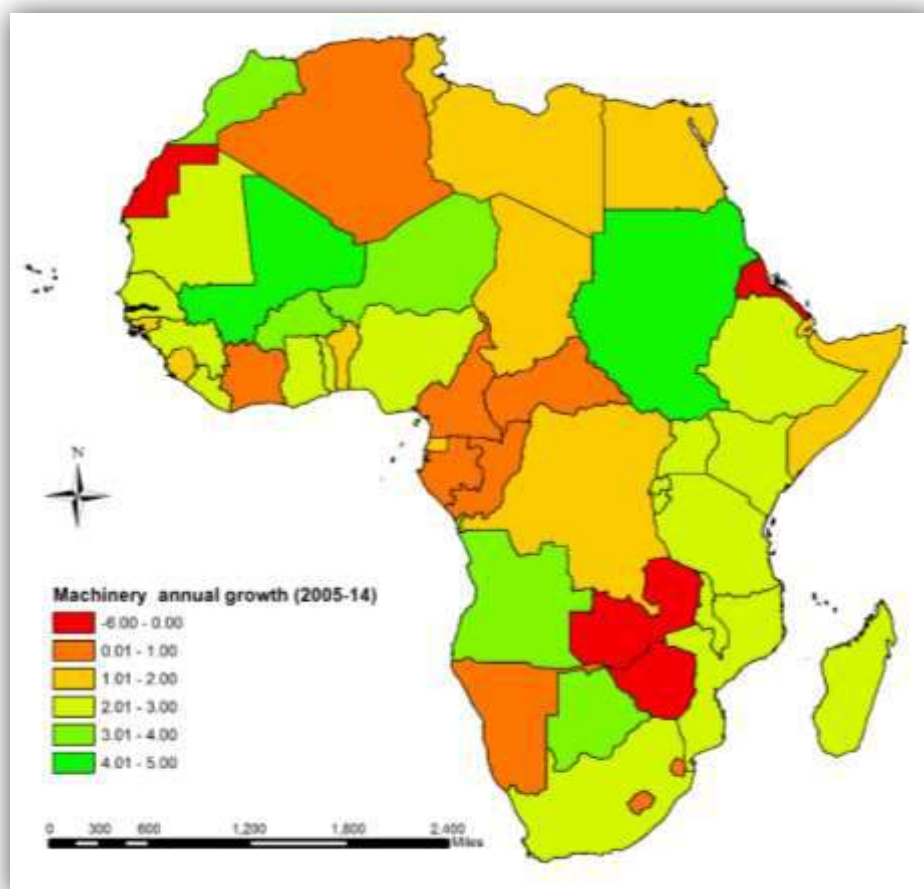 N
Machinery annual growth (2005-14)
-6.00 - 0.00
0.01 - 1.00
1.01 - 2.00
2.01 - 3.00
3.01 - 4.00
4.01 - 5.00
0 300 600 1,200 1,800 2,400
Miles